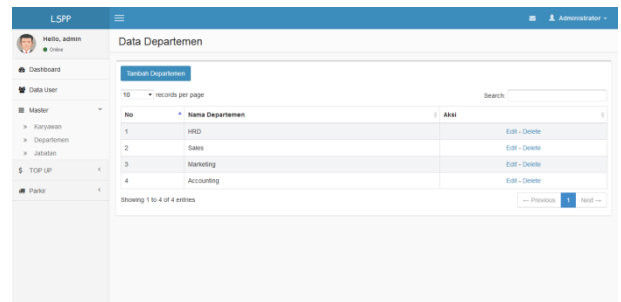 LSPP
Administrator
Hello, admin
Online
Data Departemen
Dashboard
Data User
Master
Karyawan
Departemen
Jabatan
TOP UP
Parkir
Tambah Departemen
10 records per page
Search:
No Nama Departemen Aksi
1 HRD Edit - Delete
2 Sales Edit - Delete
3 Marketing Edit - Delete
4 Accounting Edit - Delete
Showing 1 to 4 of 4 entries
← Previous 1 Next →